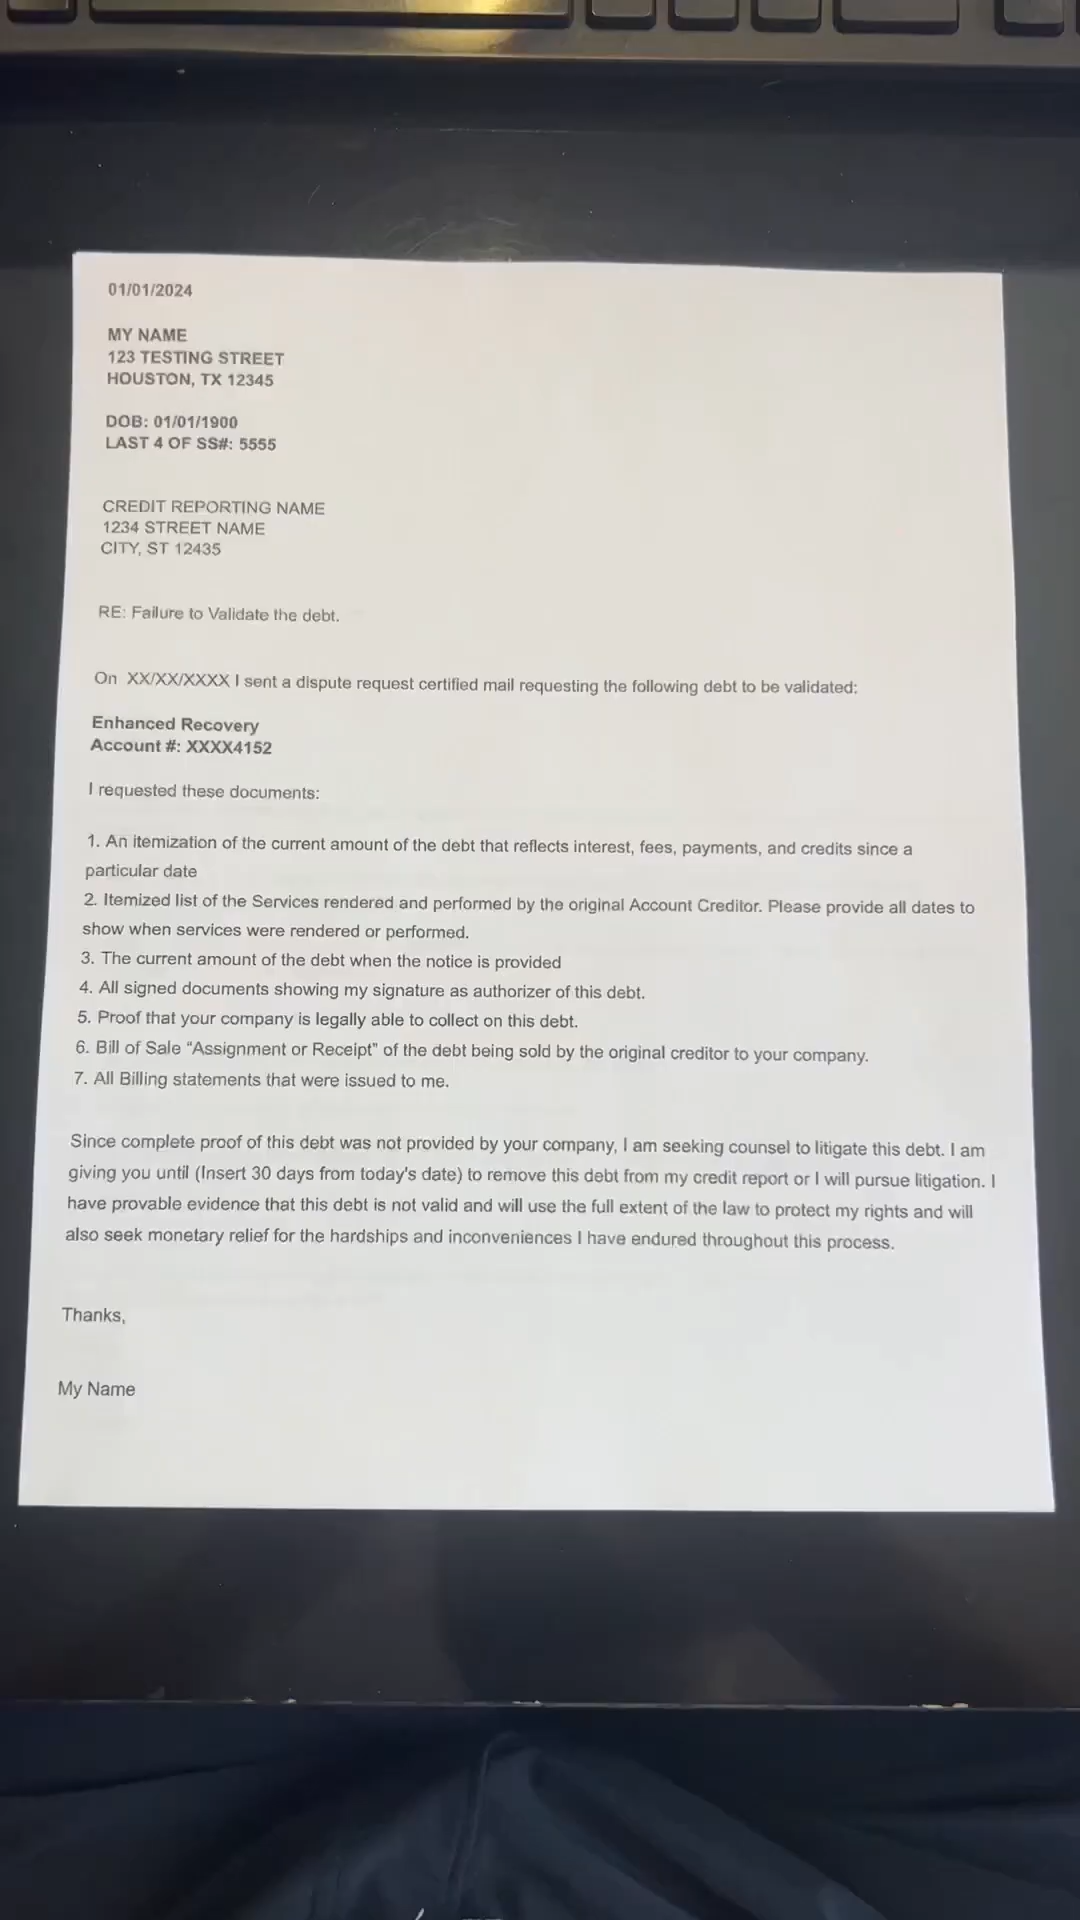 01/01/2024
MY NAME
123 TESTING STREET
HOUSTON, TX 12345
DOB: 01/01/1900
LAST 4 OF SS#: 5555
CREDIT REPORTING NAME
1234 STREET NAME
CITY, ST 12435
RE: Failure to Validate the debt.
On  XX/XX/XXXX I sent a dispute request certified mail requesting the following debt to be validated:
Enhanced Recovery
Account #: XXXX4152
I requested these documents:
1. An itemization of the current amount of the debt that reflects interest, fees, payments, and credits since a
particular date
2. Itemized list of the Services rendered and performed by the original Account Creditor. Please provide all dates to
show when services were rendered or performed.
3. The current amount of the debt when the notice is provided
4. All signed documents showing my signature as authorizer of this debt.
5. Proof that your company is legally able to collect on this debt.
6. Bill of Sale “Assignment or Receipt” of the debt being sold by the original creditor to your company.
7. All Billing statements that were issued to me.
Since complete proof of this debt was not provided by your company, I am seeking counsel to litigate this debt. I am
giving you until (Insert 30 days from today's date) to remove this debt from my credit report or I will pursue litigation. I
have provable evidence that this debt is not valid and will use the full extent of the law to protect my rights and will
also seek monetary relief for the hardships and inconveniences I have endured throughout this process.
Thanks,
My Name